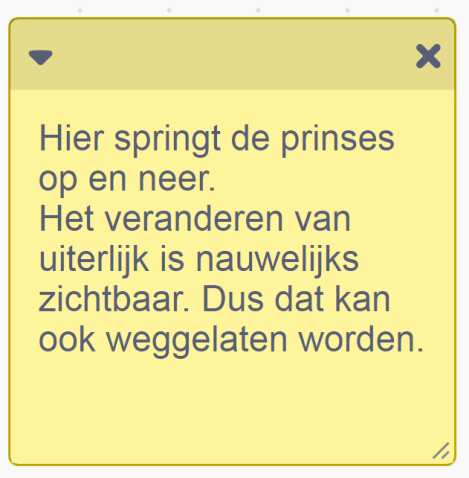 Hier springt de prinses
op en neer.
Het veranderen van
uiterlijk is nauwelijks
zichtbaar. Dus dat kan
ook weggelaten worden.